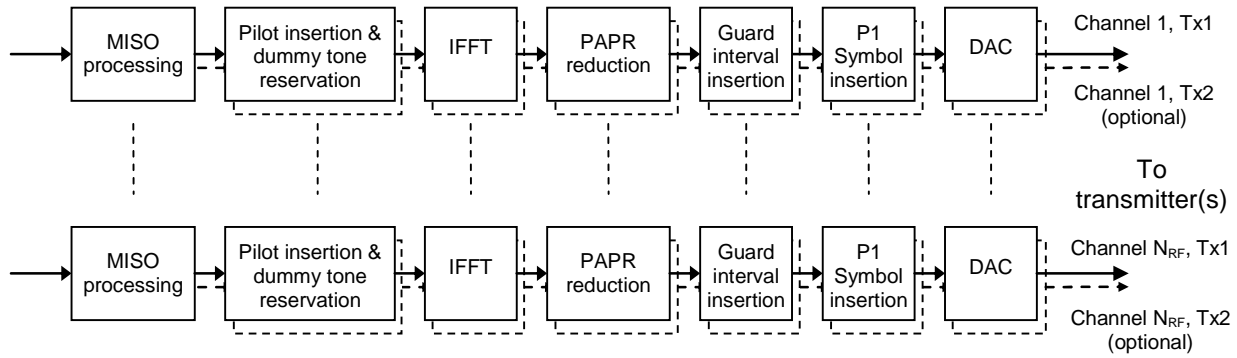 MISO
processing
Pilot insertion &
dummy tone
reservation
IFFT
PAPR
reduction
Guard
interval
insertion
P1
Symbol
insertion
DAC
Channel 1, Tx1
Channel 1, Tx2
(optional)
To
transmitter(s)
MISO
processing
Pilot insertion &
dummy tone
reservation
IFFT
PAPR
reduction
Guard
interval
insertion
P1
Symbol
insertion
DAC
Channel NRF, Tx1
Channel NRF, Tx2
(optional)